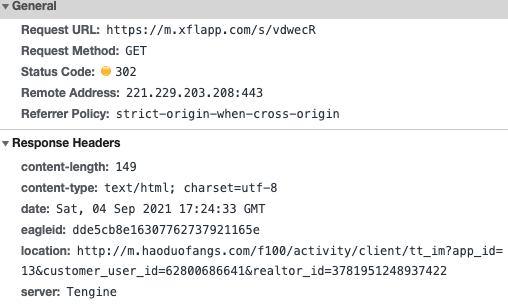 General
Request URL: https://m.xflapp.com/s/vdwecR
Request Method: GET
Status Code: 302
Remote Address: 221.229.203.208:443
Referrer Policy: strict-origin-when-cross-origin
Response Headers
content-length: 149
content-type: text/html; charset=utf-8
date: Sat, 04 Sep 2021 17:24:33 GMT
eagleid: dde5cb8e16307762737921165e
location: http://m.haoduofangs.com/f100/activity/client/tt_im?app_id=
13&customer_user_id=62800686641&realtor_id=3781951248937422
server: Tengine